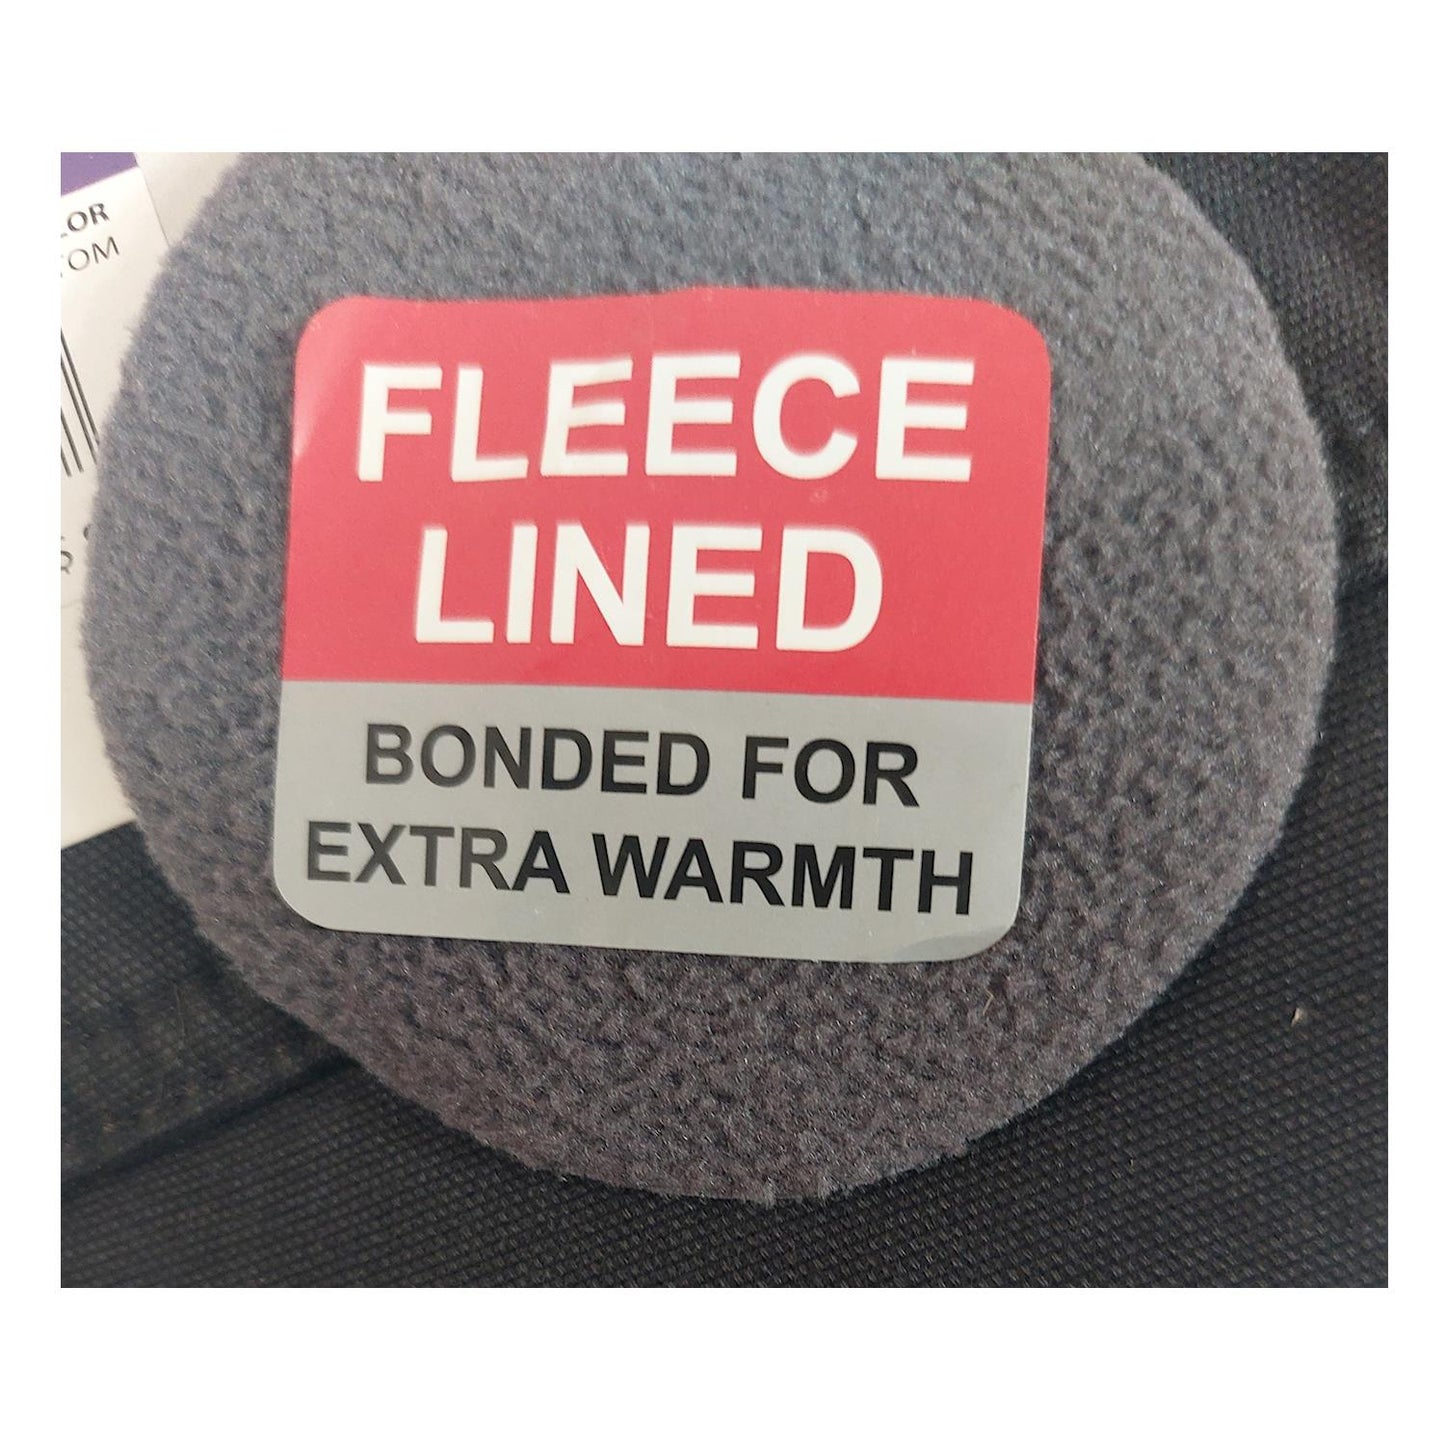 FLEECE
LINED
BONDED FOR
EXTRA WARMTH